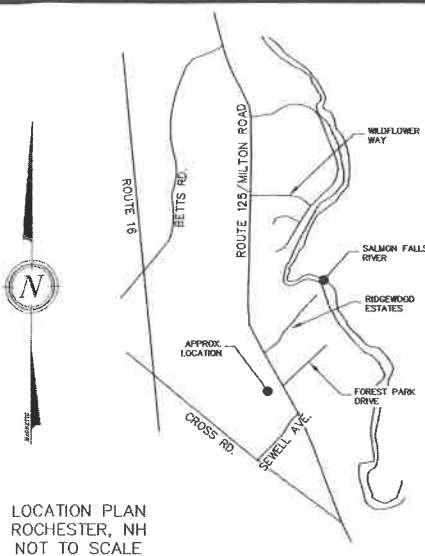 WILDFLOWER
WAY
ROUTE 16
BETTS RD.
ROUTE 125/MILTON ROAD
N
MAGNETIC
SALMON FALLS
RIVER
RIDGEWOOD
ESTATES
APPROX.
LOCATION
FOREST PARK
DRIVE
CROSS RD.
SEWELL AVE.
LOCATION PLAN
ROCHESTER, NH
NOT TO SCALE